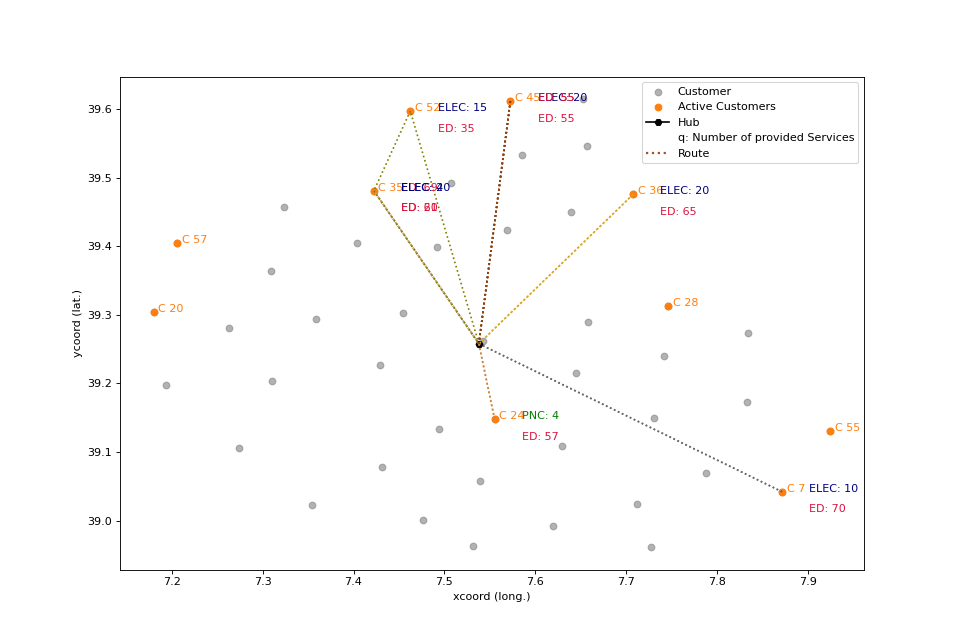 Customer
Active Customers
Hub
q: Number of provided Services
Route
39.6
39.5
39.4
39.3
39.2
39.1
39.0
ycoord (lat.)
C 52
ELEC: 15
ED: 35
C 45
ELEC: 20
ED: 55
C 35
C 36
ELEC: 20
ED: 65
C 57
C 20
C 28
C 24
PNC: 4
ED: 57
C 55
C 7
ELEC: 10
ED: 70
7.2
7.3
7.4
7.5
7.6
7.7
7.8
7.9
xcoord (long.)